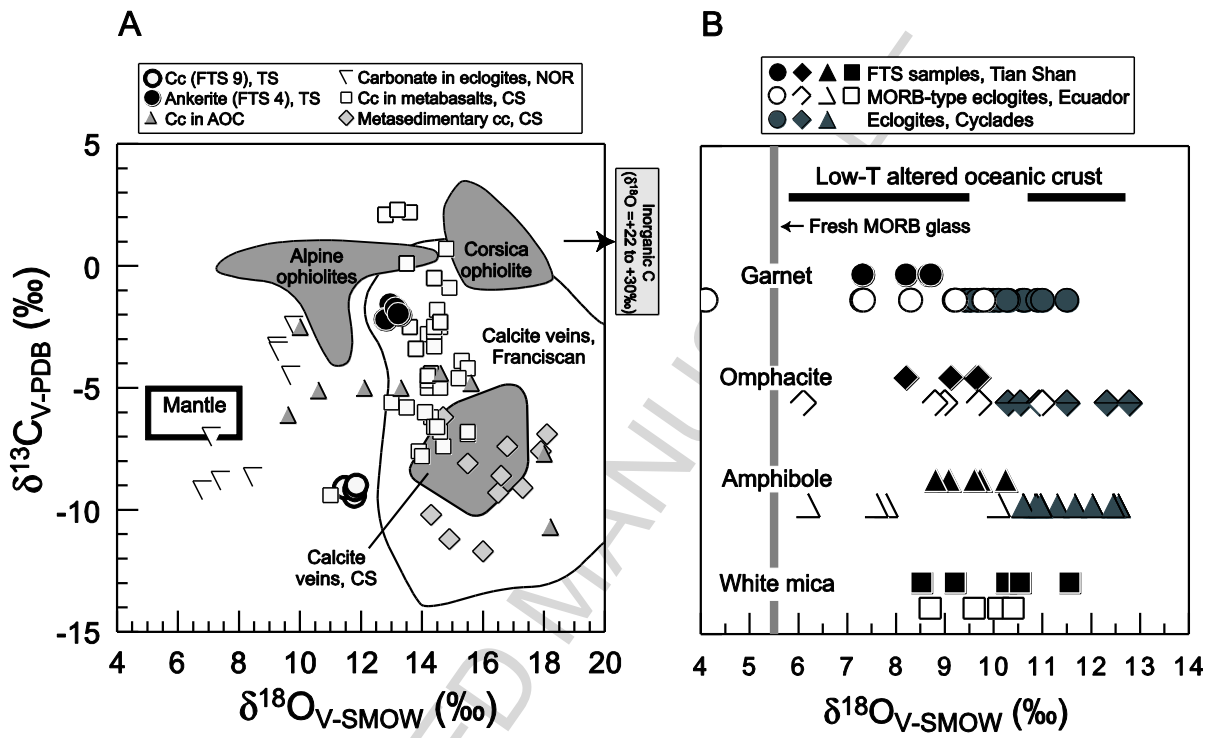 A
Cc (FTS 9), TS
Ankerite (FTS 4), TS
Cc in AOC
Carbonate in eclogites, NOR
Cc in metabasalts, CS
Metasedimentary cc, CS
5
0
-5
-10
-15
δ13CV-PDB (‰)
Alpine
ophiolites
Corsica
ophiolite
Inorganic C
(δ18O =+22 to +30‰)
Calcite veins,
Franciscan
Mantle
Calcite
veins, CS
4 6 8 10 12 14 16 18 20
δ18OV-SMOW (‰)
B
FTS samples, Tian Shan
MORB-type eclogites, Ecuador
Eclogites, Cyclades
Low-T altered oceanic crust
Fresh MORB glass
Garnet
Omphacite
Amphibole
White mica
4 5 6 7 8 9 10 11 12 13 14
δ18OV-SMOW (‰)